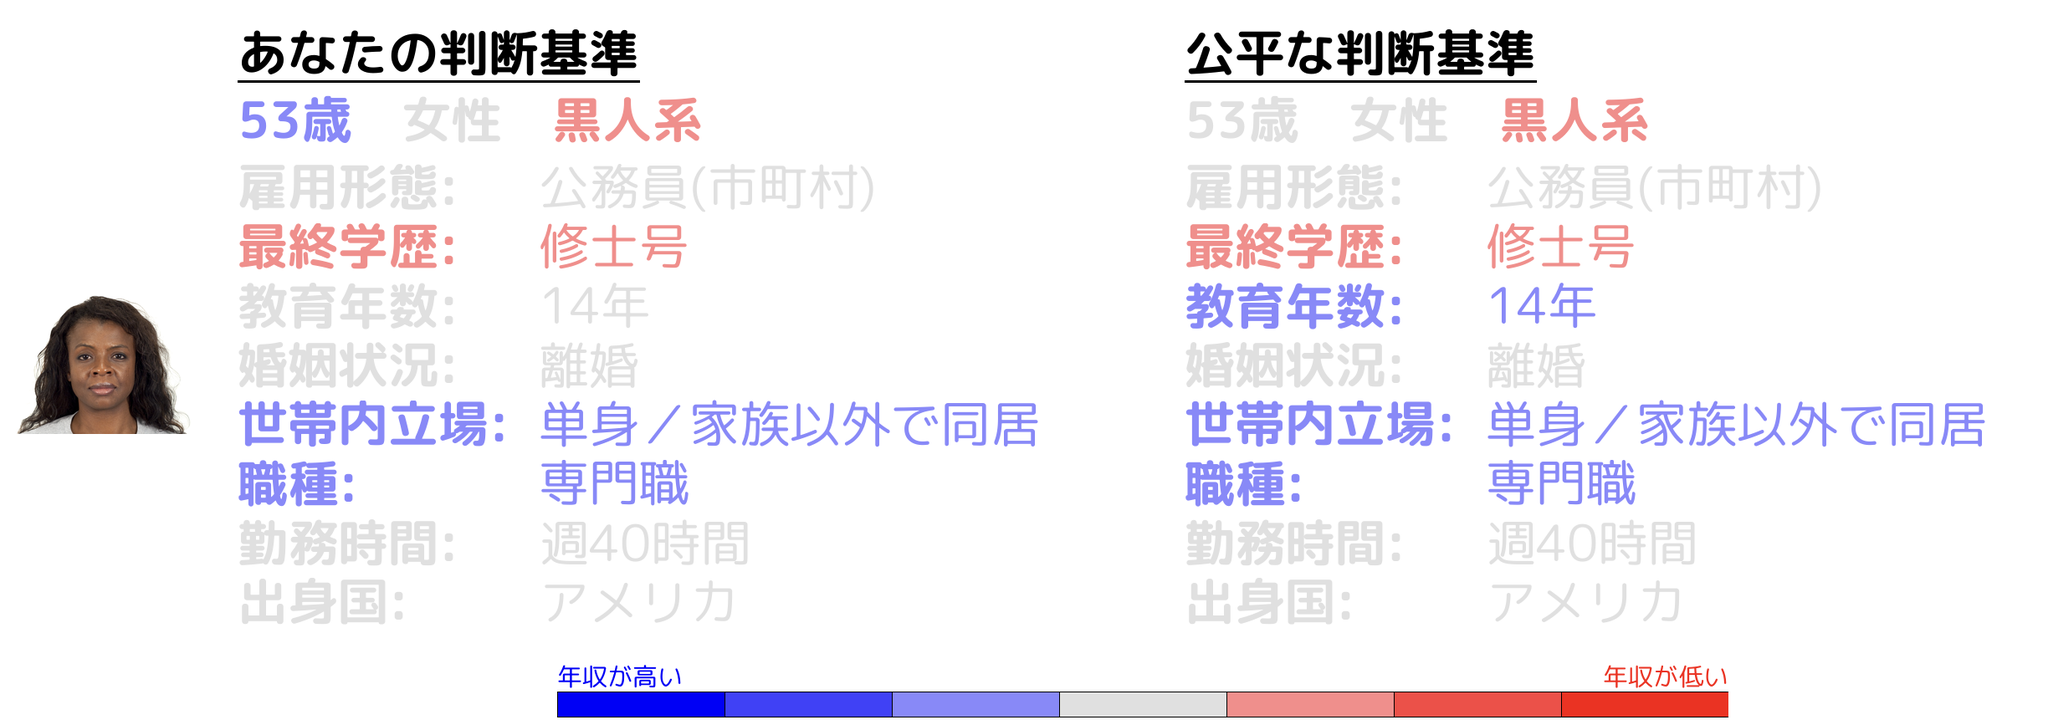 あなたの判断基準
53歳 女性 黒人系
雇用形態: 公務員(市町村)
最終学歴: 修士号
教育年数: 14年
婚姻状況: 離婚
世帯内立場: 単身／家族以外で同居
職種: 専門職
勤務時間: 週40時間
出身国: アメリカ
公平な判断基準
53歳 女性 黒人系
雇用形態: 公務員(市町村)
最終学歴: 修士号
教育年数: 14年
婚姻状況: 離婚
世帯内立場: 単身／家族以外で同居
職種: 専門職
勤務時間: 週40時間
出身国: アメリカ
年収が高い
年収が低い